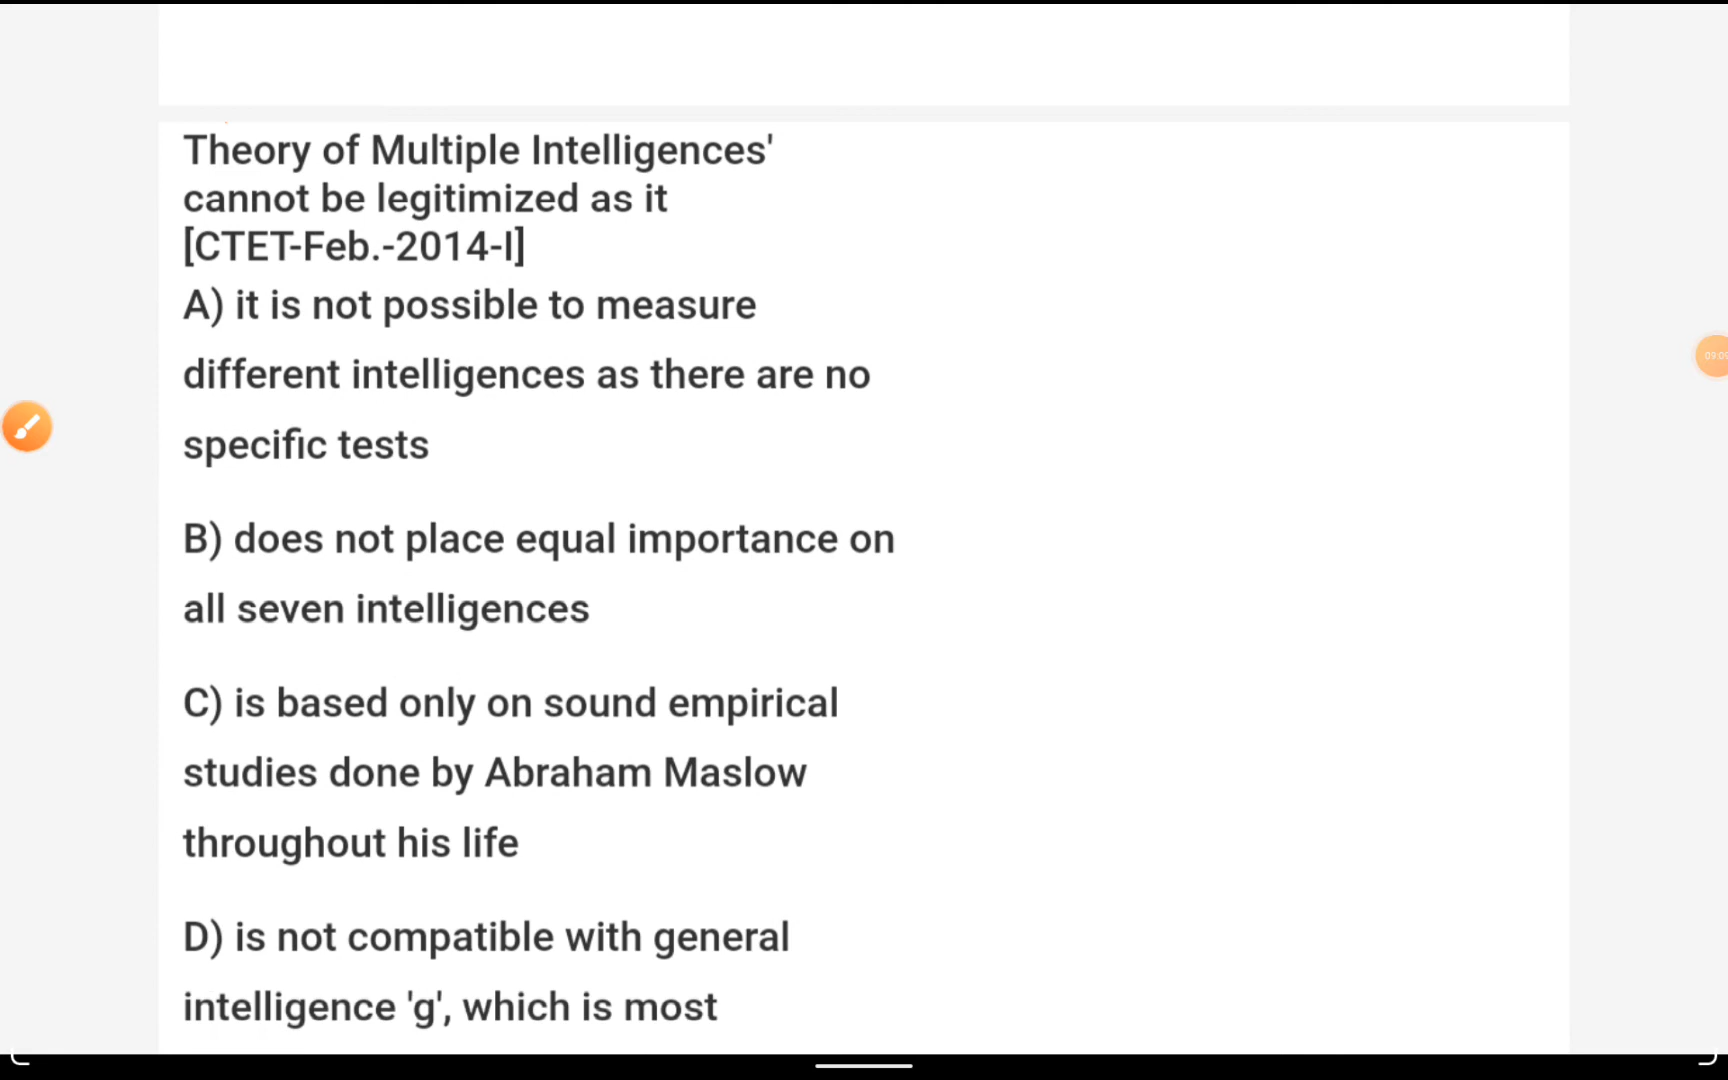 Theory of Multiple Intelligences'
cannot be legitimized as it
[CTET-Feb.-2014-I]
A) it is not possible to measure
different intelligences as there are no
specific tests
B) does not place equal importance on
all seven intelligences
C) is based only on sound empirical
studies done by Abraham Maslow
throughout his life
D) is not compatible with general
intelligence 'g', which is most
09:09